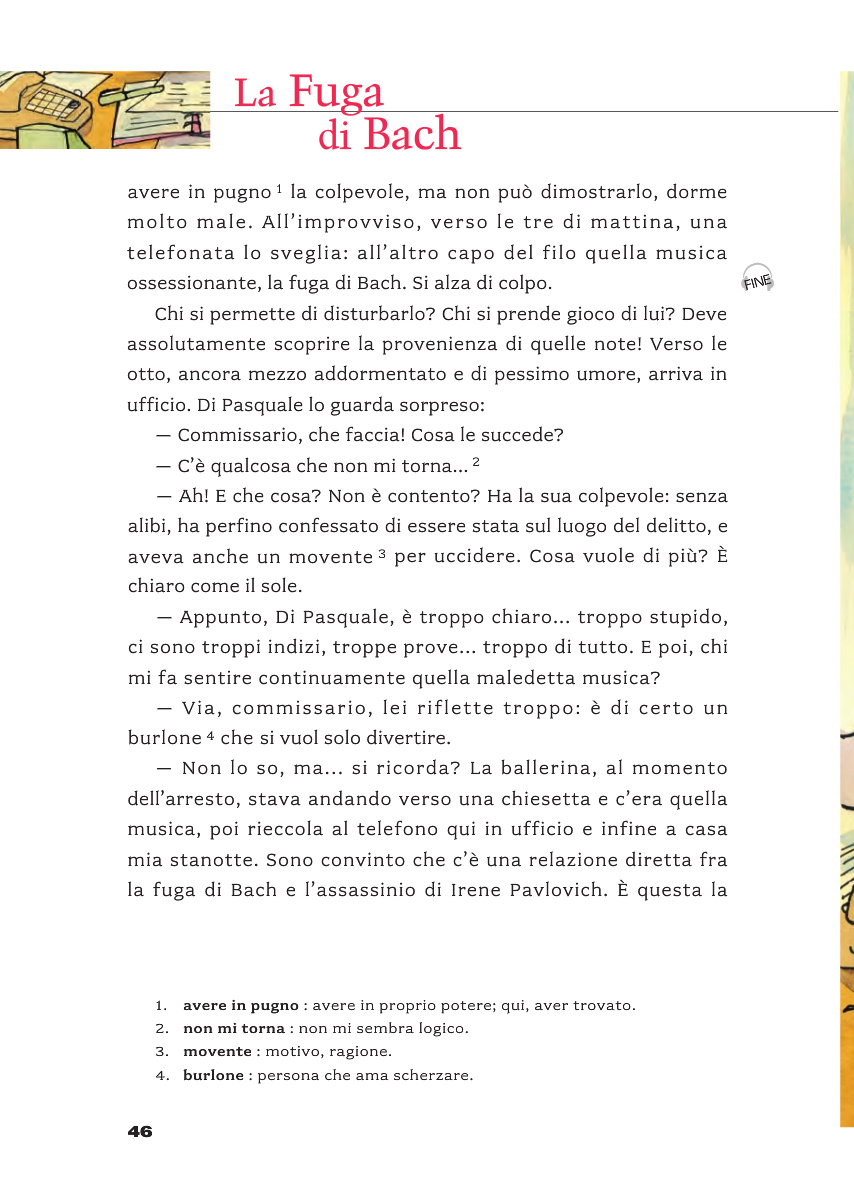 La Fuga
di Bach
avere in pugno 1 la colpevole, ma non può dimostrarlo, dorme
molto male. All’improvviso, verso le tre di mattina, una
telefonata lo sveglia: all’altro capo del filo quella musica
ossessionante, la fuga di Bach. Si alza di colpo.
FINE
Chi si permette di disturbarlo? Chi si prende gioco di lui? Deve
assolutamente scoprire la provenienza di quelle note! Verso le
otto, ancora mezzo addormentato e di pessimo umore, arriva in
ufficio. Di Pasquale lo guarda sorpreso:
— Commissario, che faccia! Cosa le succede?
— C’è qualcosa che non mi torna... 2
— Ah! E che cosa? Non è contento? Ha la sua colpevole: senza
alibi, ha perfino confessato di essere stata sul luogo del delitto, e
aveva anche un movente 3 per uccidere. Cosa vuole di più? È
chiaro come il sole.
— Appunto, Di Pasquale, è troppo chiaro... troppo stupido,
ci sono troppi indizi, troppe prove... troppo di tutto. E poi, chi
mi fa sentire continuamente quella maledetta musica?
— Via, commissario, lei riflette troppo: è di certo un
burlone 4 che si vuol solo divertire.
— Non lo so, ma... si ricorda? La ballerina, al momento
dell’arresto, stava andando verso una chiesetta e c’era quella
musica, poi rieccola al telefono qui in ufficio e infine a casa
mia stanotte. Sono convinto che c’è una relazione diretta fra
la fuga di Bach e l’assassinio di Irene Pavlovich. È questa la
1. avere in pugno : avere in proprio potere; qui, aver trovato.
2. non mi torna : non mi sembra logico.
3. movente : motivo, ragione.
4. burlone : persona che ama scherzare.
46